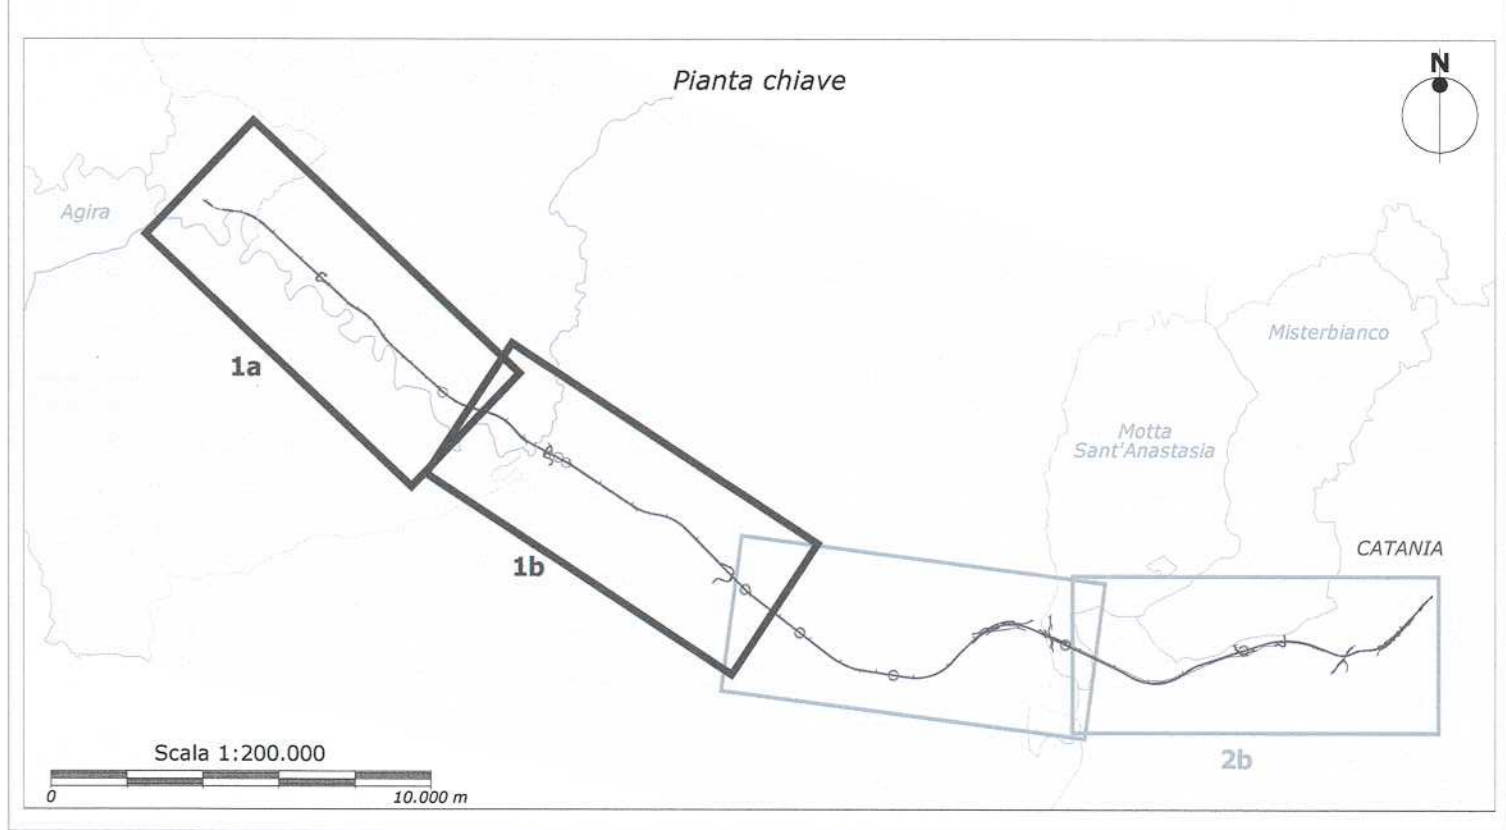 Pianta chiave
N
Agira
Misterbianco
1a
Motta
Sant'Anastasia
CATANIA
1b
Scala 1:200.000
2b
0
10.000 m